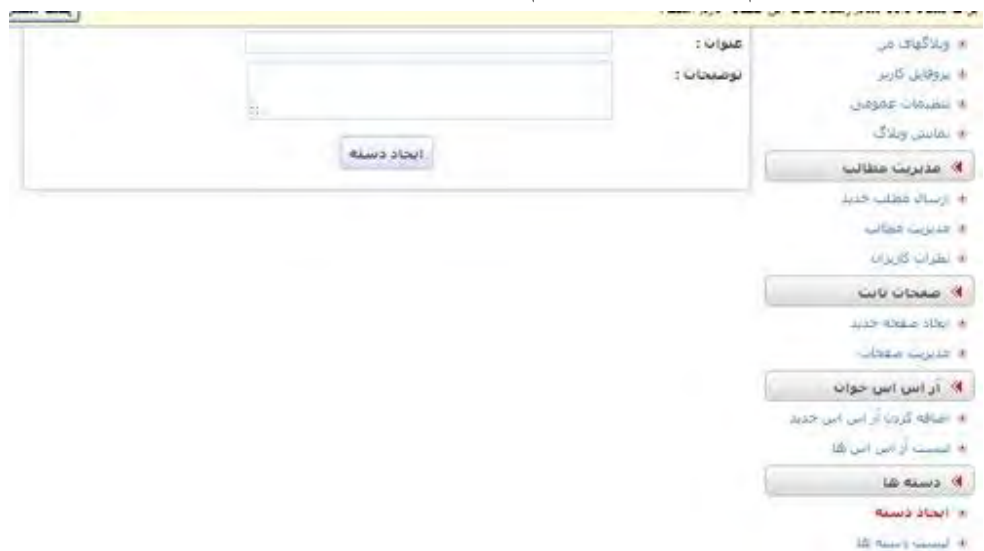 عنوان :
توضیحات :
ایجاد دسته
وبلاگهای من
پروفایل کاربر
تنظیمات عمومی
نمایش وبلاگ
مدیریت مطالب
ارسال مطلب جدید
مدیریت مطالب
نظرات کاربران
صفحات ثابت
ایجاد صفحه جدید
مدیریت صفحات
آر اس اس خوان
اضافه کردن آر اس اس جدید
لیست آر اس اس ها
دسته ها
ایجاد دسته
لیست دسته ها